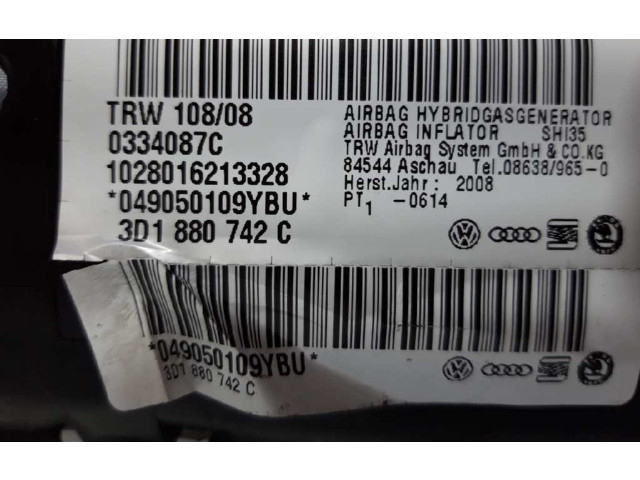 TRW 108/08
0334087C
1028016213328
*049050109YBU*
3D1 880 742 C
AIRBAG HYBRIDGASGENERATOR
AIRBAG INFLATOR SHI35
TRW Airbag System GmbH & CO.KG
84544 Aschau Tel.08638/965-0
Herst.Jahr: 2008
PT1 -0614
*049050109YBU*
3D1 880 742 C